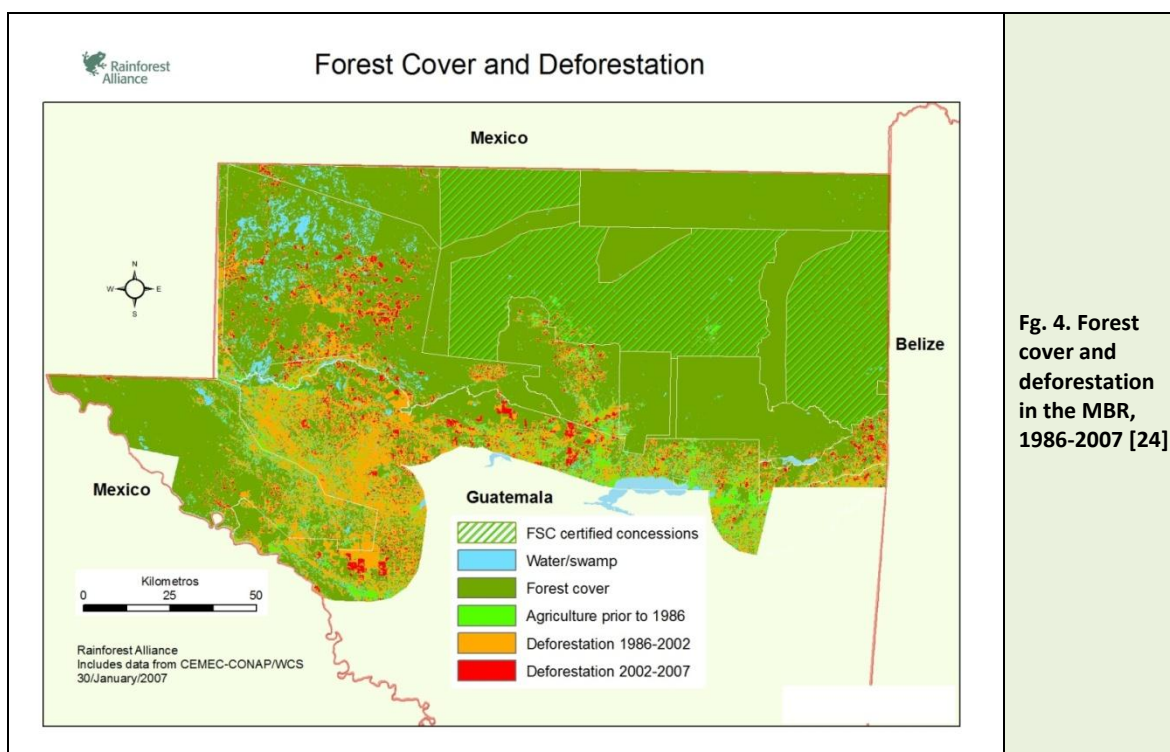 Rainforest
Alliance
Forest Cover and Deforestation
Mexico
N
W
E
S
Belize
Mexico
Guatemala
FSC certified concessions
Water/swamp
Forest cover
Agriculture prior to 1986
Deforestation 1986-2002
Deforestation 2002-2007
Kilometros
0 25 50
Rainforest Alliance
Includes data from CEMEC-CONAP/WCS
30/January/2007
Fg. 4. Forest
cover and
deforestation
in the MBR,
1986-2007 [24]